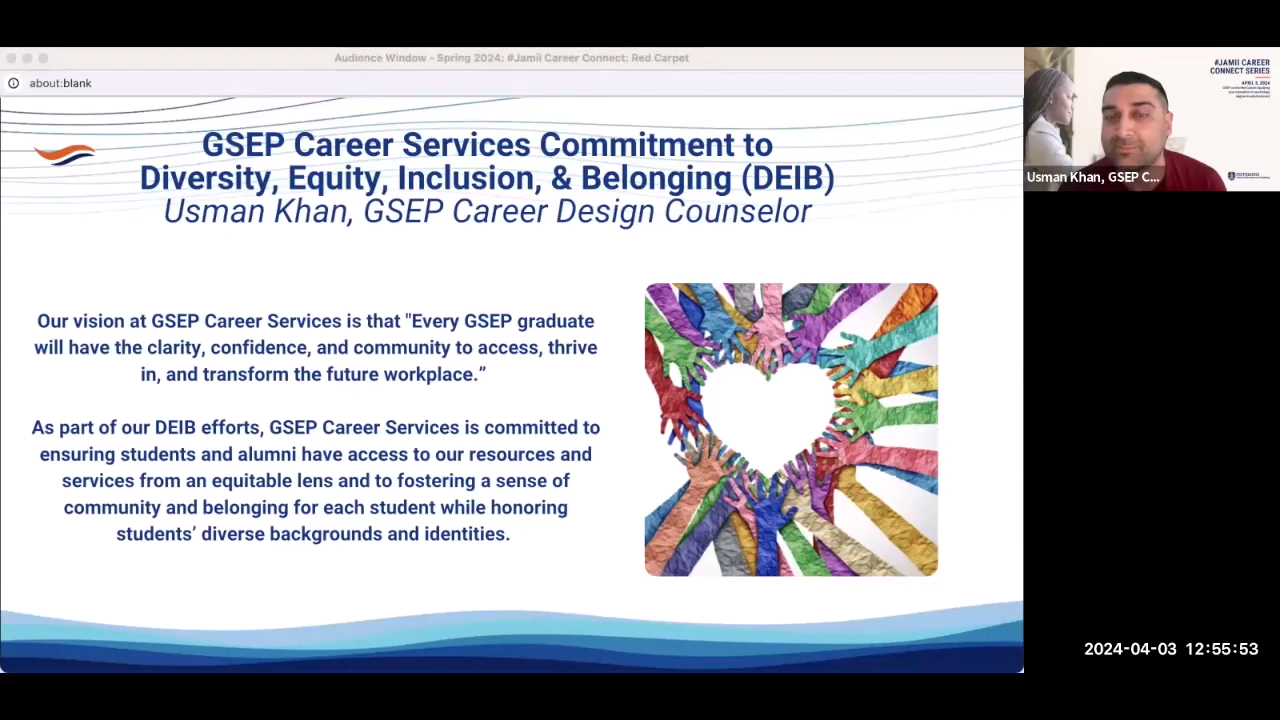 Audience Window - Spring 2024: #Jamii Career Connect: Red Carpet
about:blank
GSEP Career Services Commitment to
Diversity, Equity, Inclusion, & Belonging (DEIB)
Usman Khan, GSEP Career Design Counselor
Our vision at GSEP Career Services is that "Every GSEP graduate
will have the clarity, confidence, and community to access, thrive
in, and transform the future workplace.”
As part of our DEIB efforts, GSEP Career Services is committed to
ensuring students and alumni have access to our resources and
services from an equitable lens and to fostering a sense of
community and belonging for each student while honoring
students’ diverse backgrounds and identities.
#JAMII CAREER
CONNECT SERIES
Usman Khan, GSEP C...
2024-04-03 12:55:53